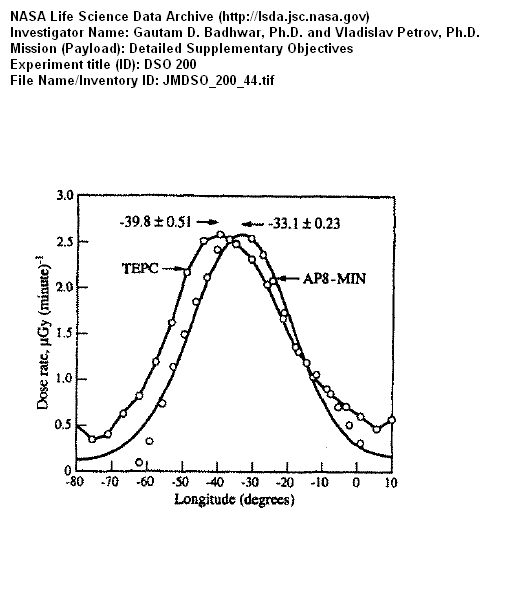 NASA Life Science Data Archive (http://lsda.jsc.nasa.gov)
Investigator Name: Gautam D. Badhwar, Ph.D. and Vladislav Petrov, Ph.D.
Mission (Payload): Detailed Supplementary Objectives
Experiment title (ID): DSO 200
File Name/Inventory ID: JMDSO_200_44.tif
3.0
-39.8 ± 0.51
-33.1 ± 0.23
2.5
TEPC
AP8-MIN
2.0
Dose rate, μGy (minute)-1
1.5
1.0
0.5
0
-80 -70 -60 -50 -40 -30 -20 -10 0 10
Longitude (degrees)